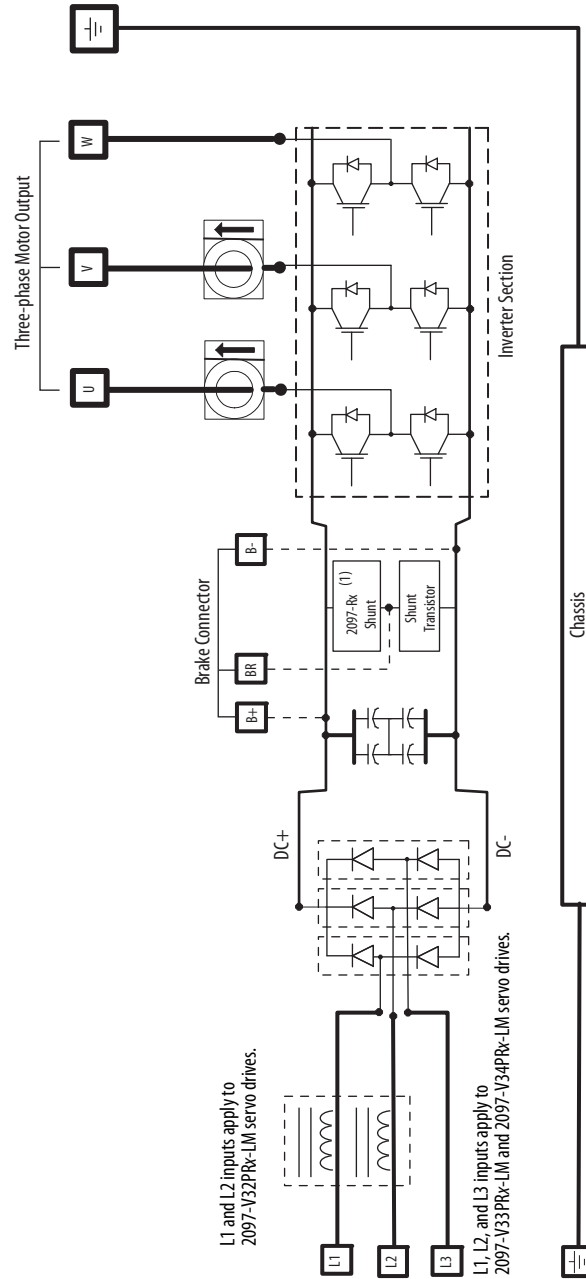 Three-phase Motor Output
U
V
W
Brake Connector
B+
BR
B-
DC+
DC-
2097-Rx
Shunt
(1)
Shunt
Transistor
Inverter Section
L1 and L2 inputs apply to
2097-V32PRx-LM servo drives.
L1
L2
L3
L1, L2, and L3 inputs apply to
2097-V33PRx-LM and 2097-V34PRx-LM servo drives.
Chassis